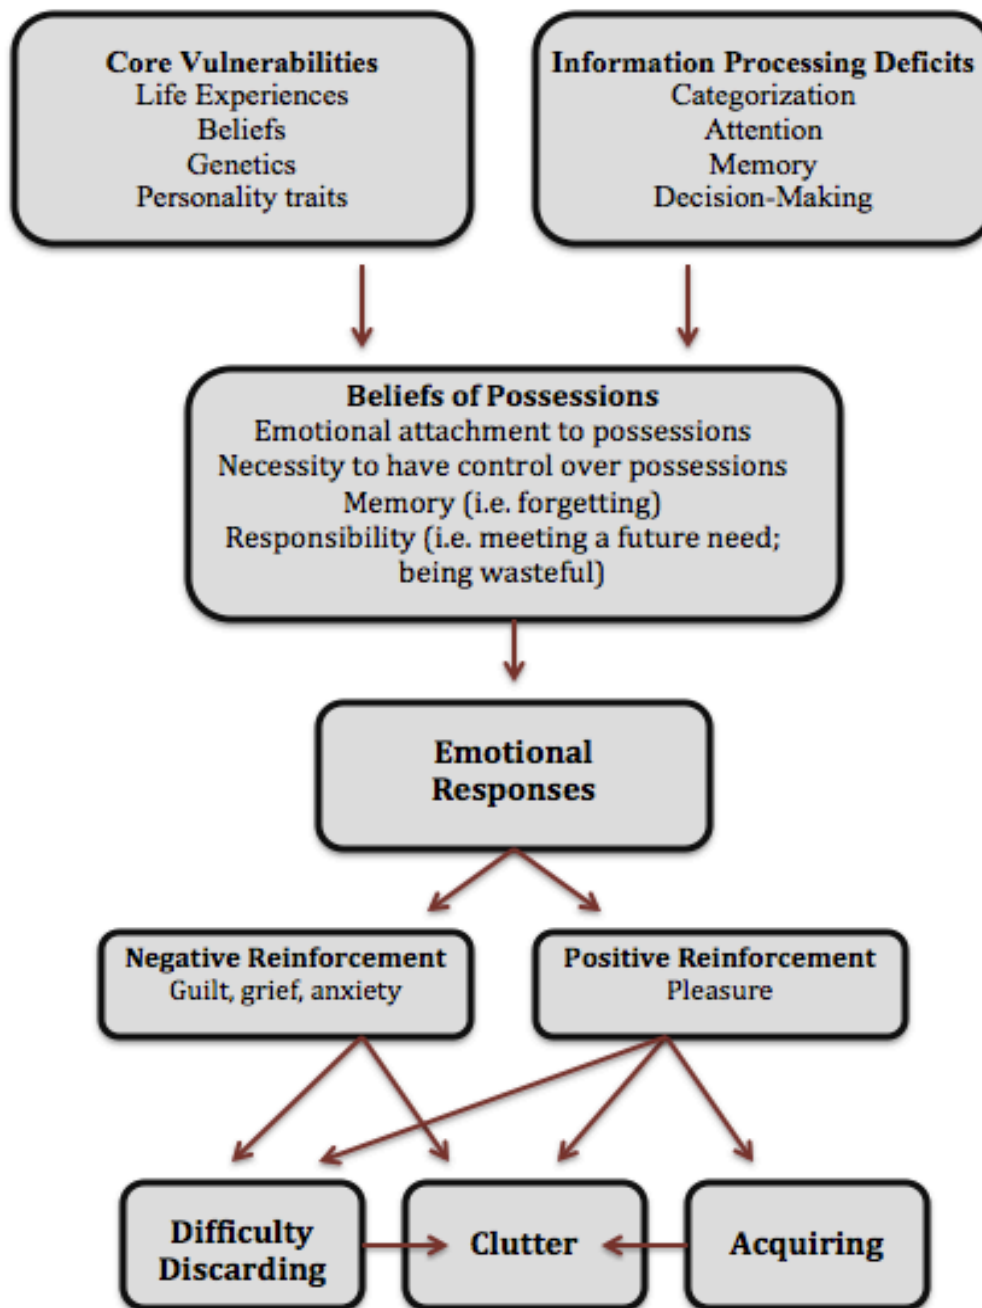 Core Vulnerabilities
Life Experiences
Beliefs
Genetics
Personality traits
Information Processing Deficits
Categorization
Attention
Memory
Decision-Making
Beliefs of Possessions
Emotional attachment to possessions
Necessity to have control over possessions
Memory (i.e. forgetting)
Responsibility (i.e. meeting a future need;
being wasteful)
Emotional
Responses
Negative Reinforcement
Guilt, grief, anxiety
Positive Reinforcement
Pleasure
Difficulty
Discarding
Clutter
Acquiring